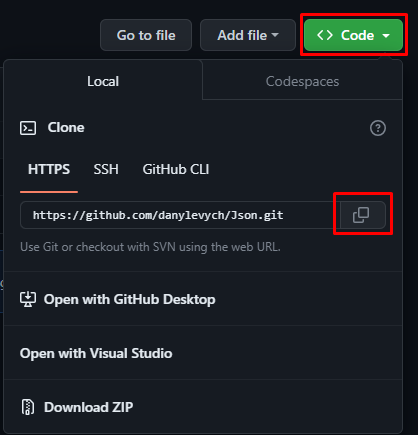 Go to file Add file <> Code
Local Codespaces
Clone
HTTPS SSH GitHub CLI
https://github.com/danylevych/Json.git
Use Git or checkout with SVN using the web URL.
Open with GitHub Desktop
Open with Visual Studio
Download ZIP